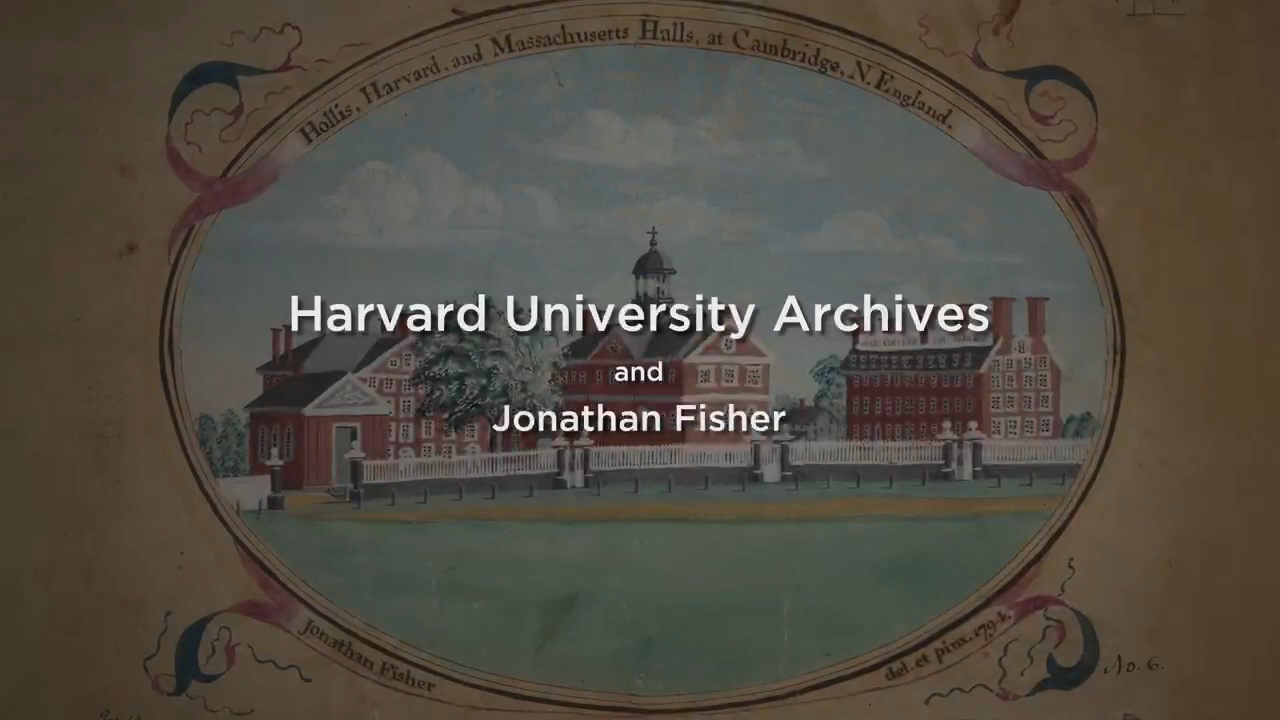 Hollis, Harvard, and Massachusetts Halls, at Cambridge, N. England.
Harvard University Archives
and
Jonathan Fisher
Jonathan Fisher
del. et pinx. 1794.
No. 6.